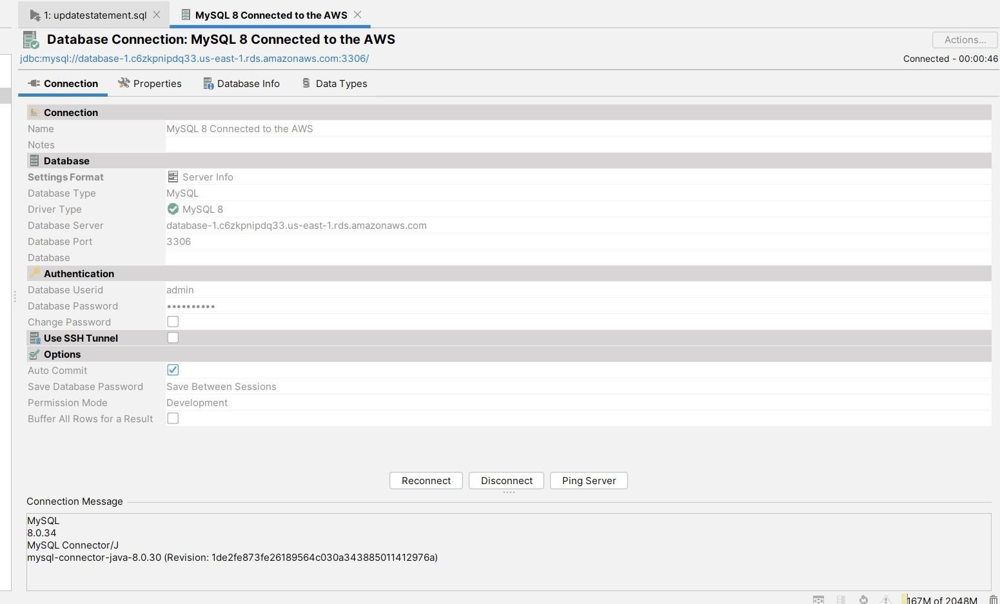 1: updatestatement.sql
MySQL 8 Connected to the AWS
Database Connection: MySQL 8 Connected to the AWS
Actions...
jdbc:mysql://database-1.c6zkpnipdq33.us-east-1.rds.amazonaws.com:3306/
Connected - 00:00:46
Connection Properties Database Info Data Types
Connection
Name MySQL 8 Connected to the AWS
Notes
Database
Settings Format Server Info
Database Type MySQL
Driver Type MySQL 8
Database Server database-1.c6zkpnipdq33.us-east-1.rds.amazonaws.com
Database Port 3306
Database
Authentication
Database Userid admin
Database Password ••••••••••
Change Password
Use SSH Tunnel
Options
Auto Commit
Save Database Password Save Between Sessions
Permission Mode Development
Buffer All Rows for a Result
Reconnect Disconnect Ping Server
Connection Message
MySQL
8.0.34
MySQL Connector/J
mysql-connector-java-8.0.30 (Revision: 1de2fe873fe26189564c030a343885011412976a)
167M of 2048M